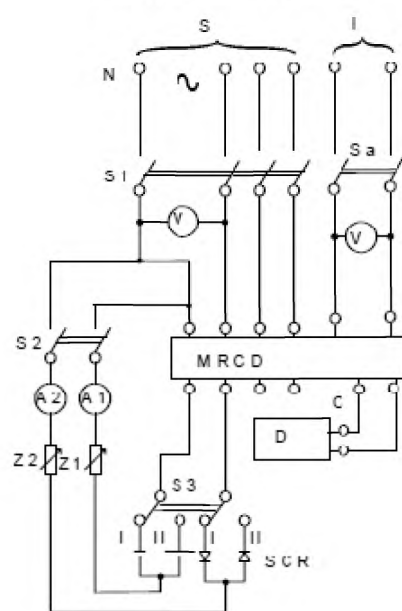 S I
N
S1 Sa
V V
S2
MRCD
A2 A1 C
D
Z2 Z1
S3
I II I II
SCR